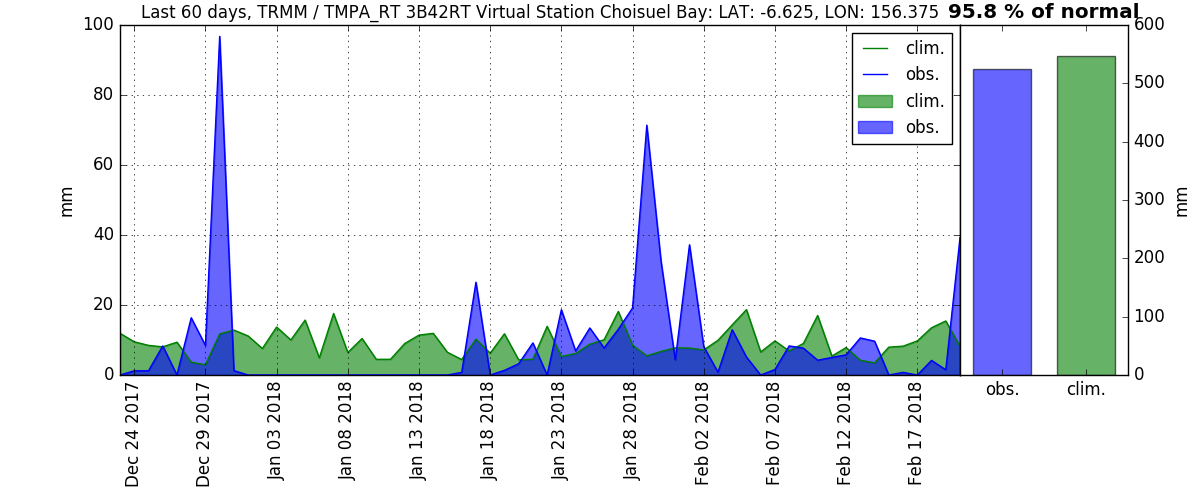 Last 60 days, TRMM / TMPA_RT 3B42RT Virtual Station Choisuel Bay: LAT: -6.625, LON: 156.375 95.8 % of normal
100
80
60
40
20
0
mm
clim.
obs.
clim.
obs.
600
500
400
300
200
100
0
mm
obs. clim.
Dec 24 2017
Dec 29 2017
Jan 03 2018
Jan 08 2018
Jan 13 2018
Jan 18 2018
Jan 23 2018
Jan 28 2018
Feb 02 2018
Feb 07 2018
Feb 12 2018
Feb 17 2018